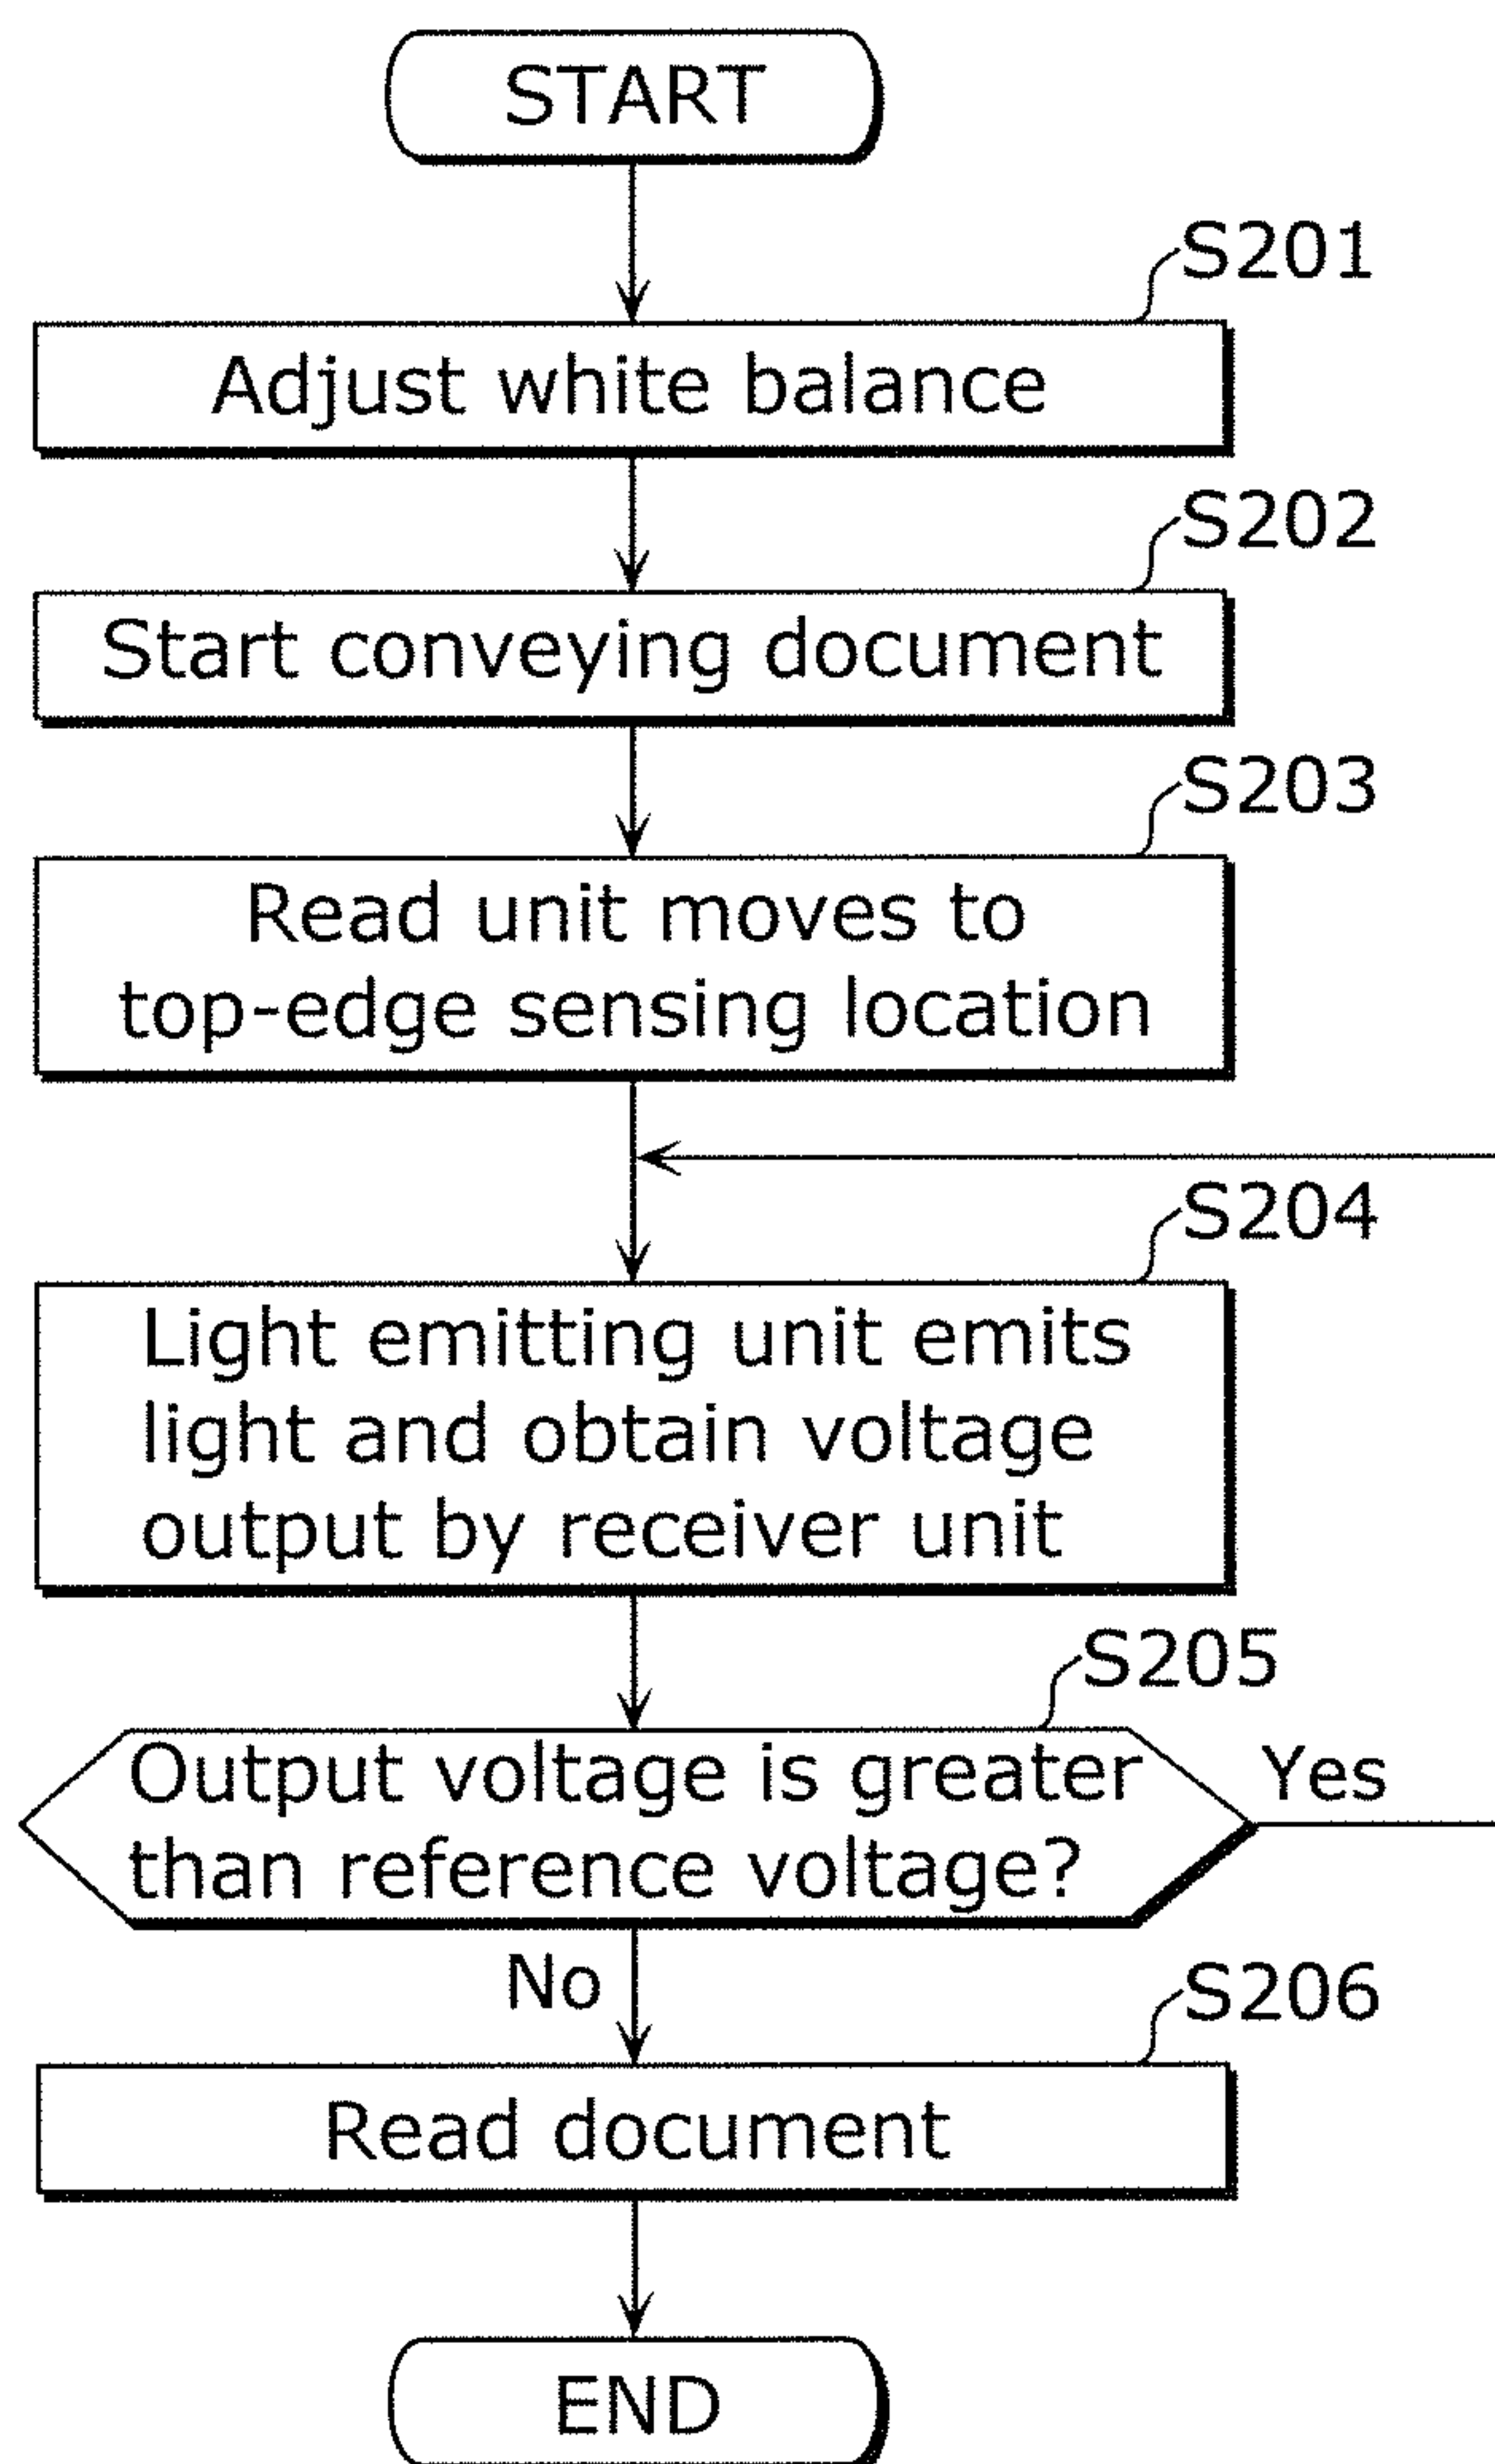 START
S201
Adjust white balance
S202
Start conveying document
S203
Read unit moves to
top-edge sensing location
S204
Light emitting unit emits
light and obtain voltage
output by receiver unit
S205
Output voltage is greater
than reference voltage?
Yes
No
S206
Read document
END